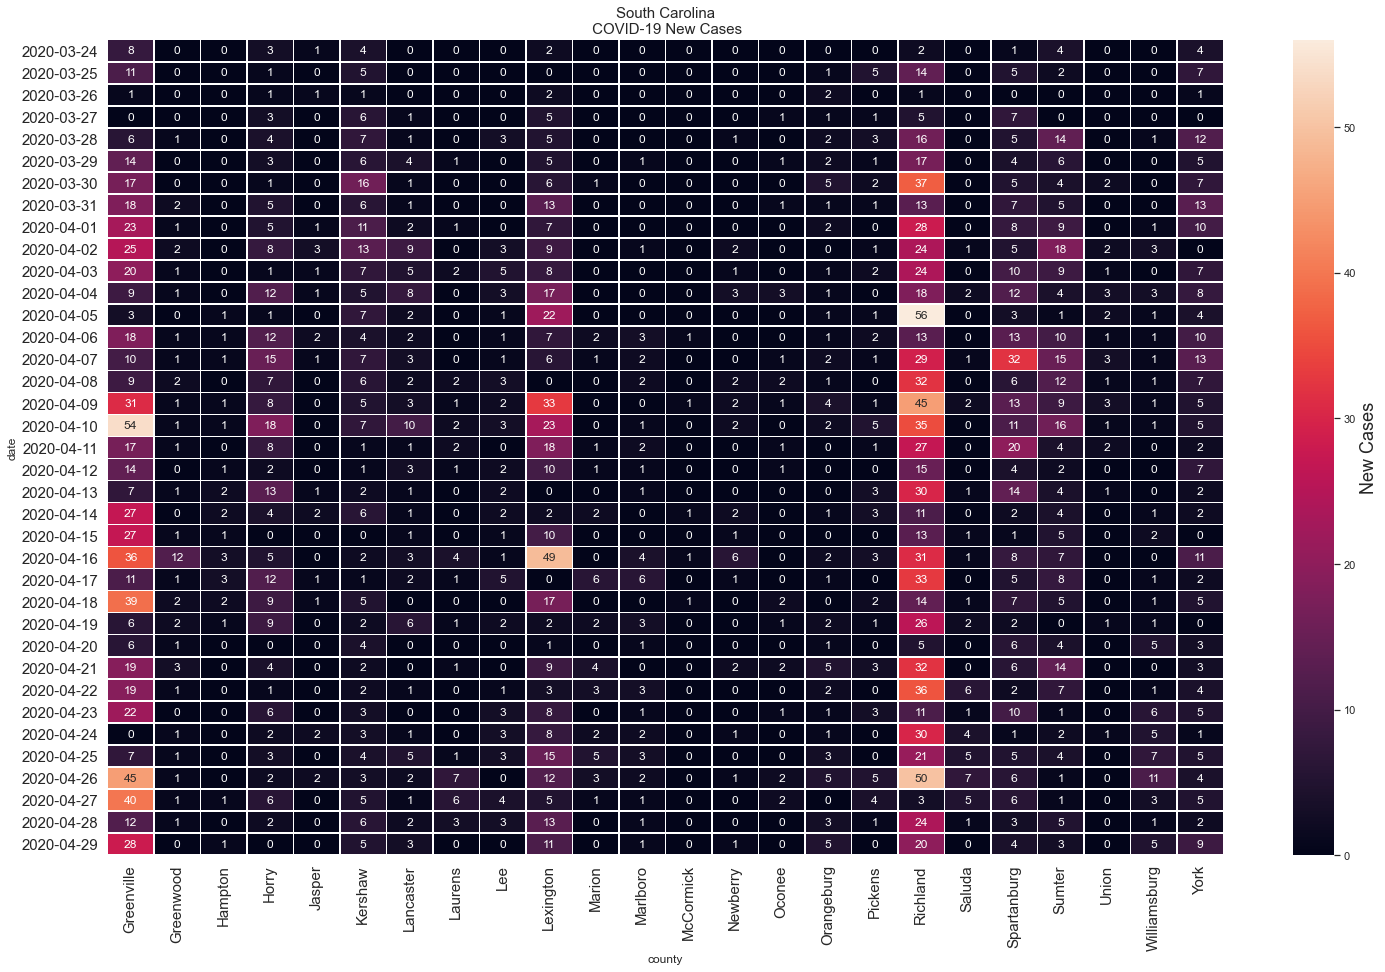 South Carolina
COVID-19 New Cases
2020-03-24 8 0 0 3 1 4 0 0 0 2 0 0 0 0 0 0 0 2 0 1 4 0 0 4
2020-03-25 11 0 0 1 0 5 0 0 0 0 0 0 0 0 0 1 5 14 0 5 2 0 0 7
2020-03-26 1 0 0 1 1 1 0 0 0 2 0 0 0 0 0 2 0 1 0 0 0 0 0 1
2020-03-27 0 0 0 3 0 6 1 0 0 5 0 0 0 0 1 1 1 5 0 7 0 0 0 0
2020-03-28 6 1 0 4 0 7 1 0 3 5 0 0 0 1 0 2 3 16 0 5 14 0 1 12
2020-03-29 14 0 0 3 0 6 4 1 0 5 0 1 0 0 1 2 1 17 0 4 6 0 0 5
2020-03-30 17 0 0 1 0 16 1 0 0 6 1 0 0 0 0 5 2 37 0 5 4 2 0 7
2020-03-31 18 2 0 5 0 6 1 0 0 13 0 0 0 0 1 1 1 13 0 7 5 0 0 13
2020-04-01 23 1 0 5 1 11 2 1 0 7 0 0 0 0 0 2 0 28 0 8 9 0 1 10
2020-04-02 25 2 0 8 3 13 9 0 3 9 0 1 0 2 0 0 1 24 1 5 18 2 3 0
2020-04-03 20 1 0 1 1 7 5 2 5 8 0 0 0 1 0 1 2 24 0 10 9 1 0 7
2020-04-04 9 1 0 12 1 5 8 0 3 17 0 0 0 3 3 1 0 18 2 12 4 3 3 8
2020-04-05 3 0 1 1 0 7 2 0 1 22 0 0 0 0 0 1 1 56 0 3 1 2 1 4
2020-04-06 18 1 1 12 2 4 2 0 1 7 2 3 1 0 0 1 2 13 0 13 10 1 1 10
2020-04-07 10 1 1 15 1 7 3 0 1 6 1 2 0 0 1 2 1 29 1 32 15 3 1 13
2020-04-08 9 2 0 7 0 6 2 2 3 0 0 2 0 2 2 1 0 32 0 6 12 1 1 7
2020-04-09 31 1 1 8 0 5 3 1 2 33 0 0 1 2 1 4 1 45 2 13 9 3 1 5
2020-04-10 54 1 1 18 0 7 10 2 3 23 0 1 0 2 0 2 5 35 0 11 16 1 1 5
2020-04-11 17 1 0 8 0 1 1 2 0 18 1 2 0 0 1 0 1 27 0 20 4 2 0 2
2020-04-12 14 0 1 2 0 1 3 1 2 10 1 1 0 0 1 0 0 15 0 4 2 0 0 7
2020-04-13 7 1 2 13 1 2 1 0 2 0 0 1 0 0 0 0 3 30 1 14 4 1 0 2
2020-04-14 27 0 2 4 2 6 1 0 2 2 2 0 1 2 0 1 3 11 0 2 4 0 1 2
2020-04-15 27 1 1 0 0 0 1 0 1 10 0 0 0 1 0 0 0 13 1 1 5 0 2 0
2020-04-16 36 12 3 5 0 2 3 4 1 49 0 4 1 6 0 2 3 31 1 8 7 0 0 11
2020-04-17 11 1 3 12 1 1 2 1 5 0 6 6 0 1 0 1 0 33 0 5 8 0 1 2
2020-04-18 39 2 2 9 1 5 0 0 0 17 0 0 1 0 2 0 2 14 1 7 5 0 1 5
2020-04-19 6 2 1 9 0 2 6 1 2 2 2 3 0 0 0 2 1 26 2 2 0 1 1 0
2020-04-20 6 1 0 0 0 4 0 0 0 1 0 1 0 0 0 1 0 5 0 6 4 0 5 3
2020-04-21 19 3 0 4 0 2 0 1 0 9 4 0 0 2 2 5 3 32 0 6 14 0 0 3
2020-04-22 19 1 0 1 0 2 1 0 1 3 3 3 0 0 0 2 0 36 6 2 7 0 1 4
2020-04-23 22 0 0 6 0 3 0 0 3 8 0 1 0 0 1 1 3 11 1 10 1 0 6 5
2020-04-24 0 1 0 2 2 3 1 0 3 8 2 2 0 1 0 1 0 30 4 1 2 1 5 1
2020-04-25 7 1 0 3 0 4 5 1 3 15 5 3 0 0 0 3 0 21 5 5 4 0 7 5
2020-04-26 45 1 0 2 2 3 2 7 0 12 3 2 0 1 2 5 5 50 7 6 1 0 11 4
2020-04-27 40 1 1 6 0 5 1 6 4 5 1 1 0 0 2 0 4 3 5 6 1 0 3 5
2020-04-28 12 1 0 2 0 6 2 3 3 13 0 1 0 0 0 3 1 24 1 3 5 0 1 2
2020-04-29 28 0 1 0 0 5 3 0 0 11 0 1 0 1 0 5 0 20 0 4 3 0 5 9
date
Greenville Greenwood Hampton Horry Jasper Kershaw Lancaster Laurens Lee Lexington Marion Marlboro McCormick Newberry Oconee Orangeburg Pickens Richland Saluda Spartanburg Sumter Union Williamsburg York
county
50
40
30
20
10
0
New Cases